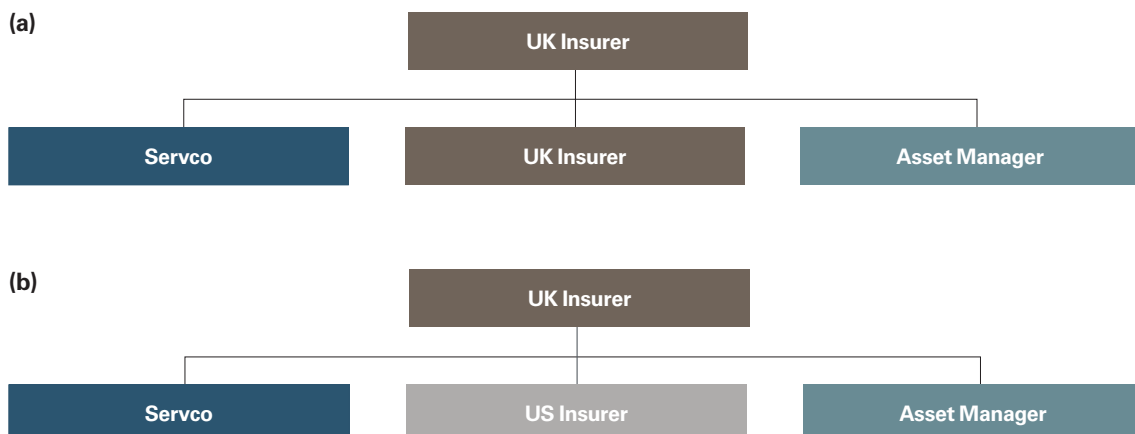 (a)
UK Insurer
Servco
UK Insurer
Asset Manager
(b)
UK Insurer
Servco
US Insurer
Asset Manager